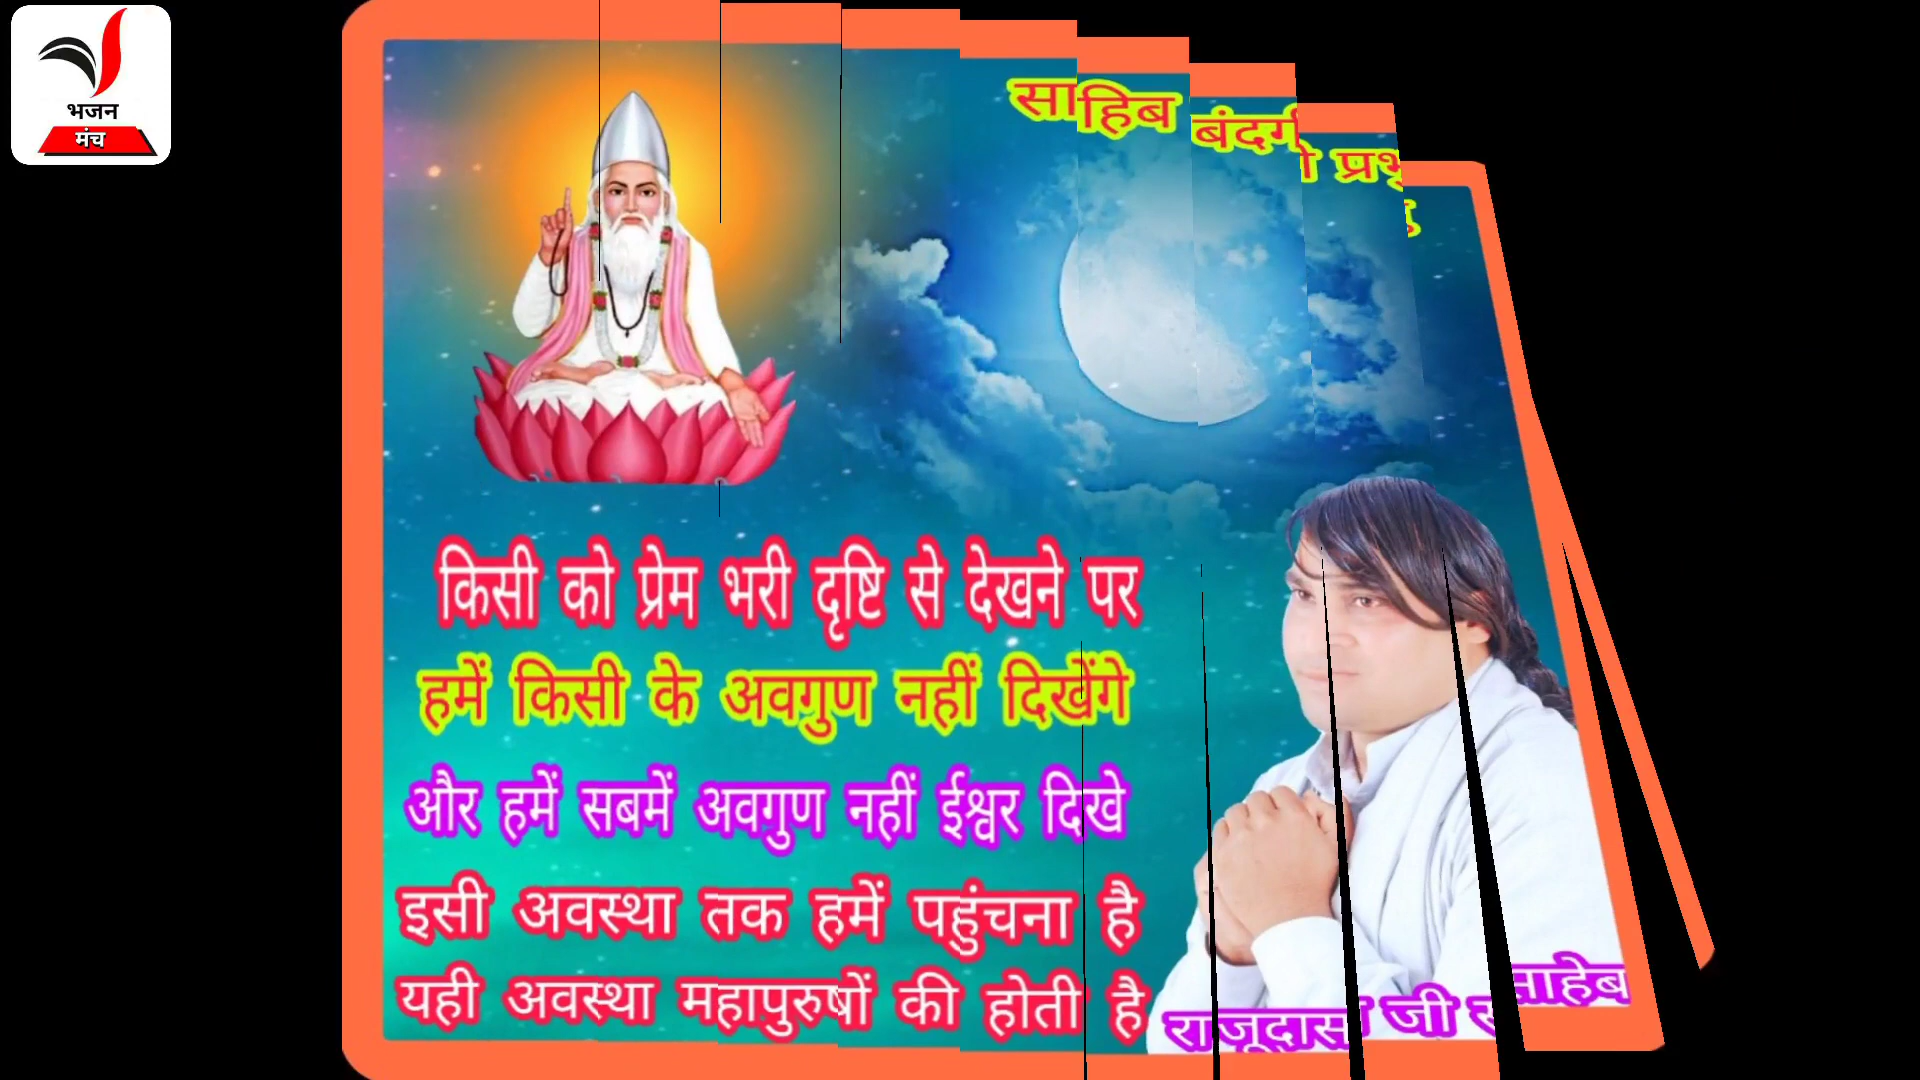 भजन
मंच
साहिब बंदगी प्रभु
किसी को प्रेम भरी दृष्टि से देखने पर
हमें किसी के अवगुण नहीं दिखेंगे
और हमें सबमें अवगुण नहीं ईश्वर दिखे
इसी अवस्था तक हमें पहुंचना है
यही अवस्था महापुरुषों की होती है
राजूदास जी साहेब